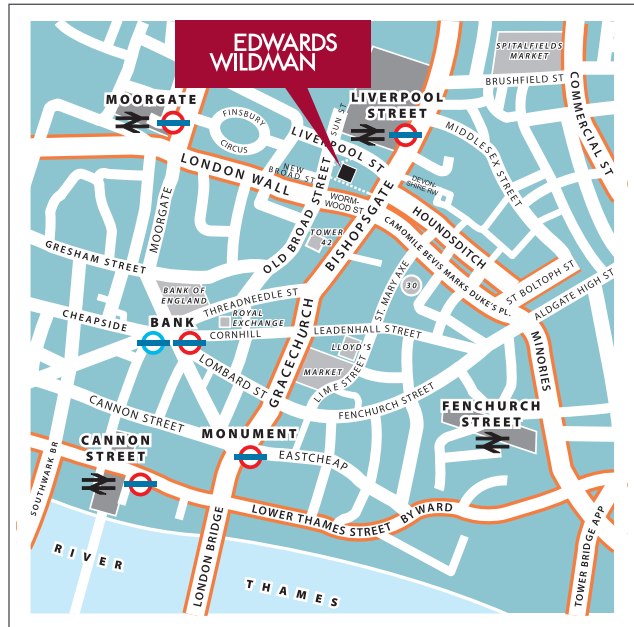 EDWARDS
WILDMAN
SPITALFIELDS
MARKET
BRUSHFIELD ST
COMMERCIAL ST
MOORGATE
FINSBURY
CIRCUS
SUN ST
LIVERPOOL
STREET
LIVERPOOL ST
MIDDLESEX STREET
LONDON WALL
NEW
BROAD ST
WORM-
WOOD ST
DEVON-
SHIRE RW
MOORGATE
OLD BROAD STREET
BISHOPSGATE
HOUNDSDITCH
CAMOMILE BEVIS MARKS DUKE'S PL.
TOWER
42
GRESHAM STREET
ST. MARY AXE
30
ST BOLTOPH ST
ALDGATE HIGH ST
BANK OF
ENGLAND
THREADNEEDLE ST
ROYAL
EXCHANGE
CHEAPSIDE
BANK
CORNHILL
LEADENHALL STREET
LLOYD'S
MINORIES
LOMBARD ST
GRACECHURCH
MARKET
LIME STREET
FENCHURCH STREET
CANNON STREET
FENCHURCH
STREET
MONUMENT
EASTCHEAP
CANNON
STREET
SOUTHWARK BR
LOWER THAMES STREET
BYWARD
LONDON BRIDGE
TOWER BRIDGE APP
RIVER
THAMES